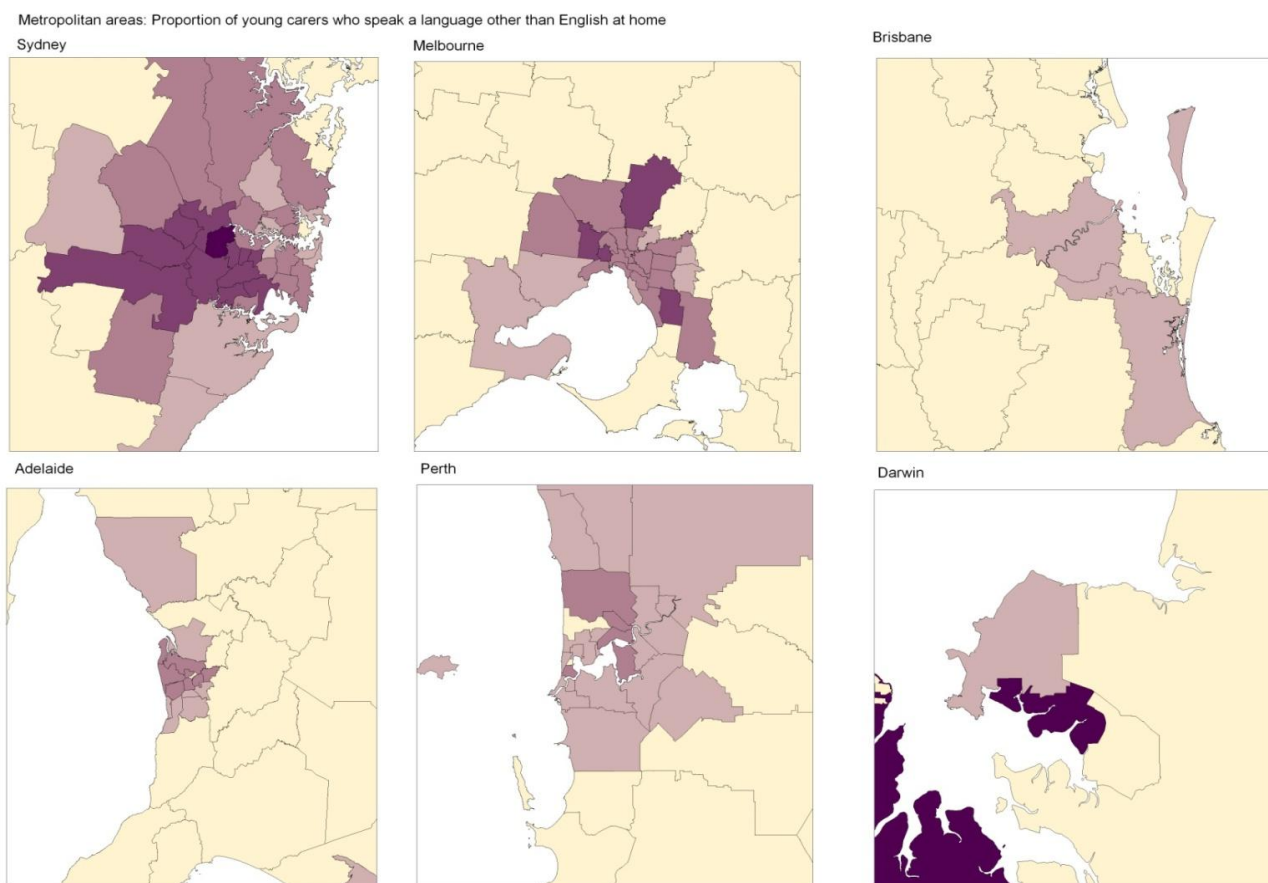 Metropolitan areas: Proportion of young carers who speak a language other than English at home
Sydney
Melbourne
Brisbane
Adelaide
Perth
Darwin